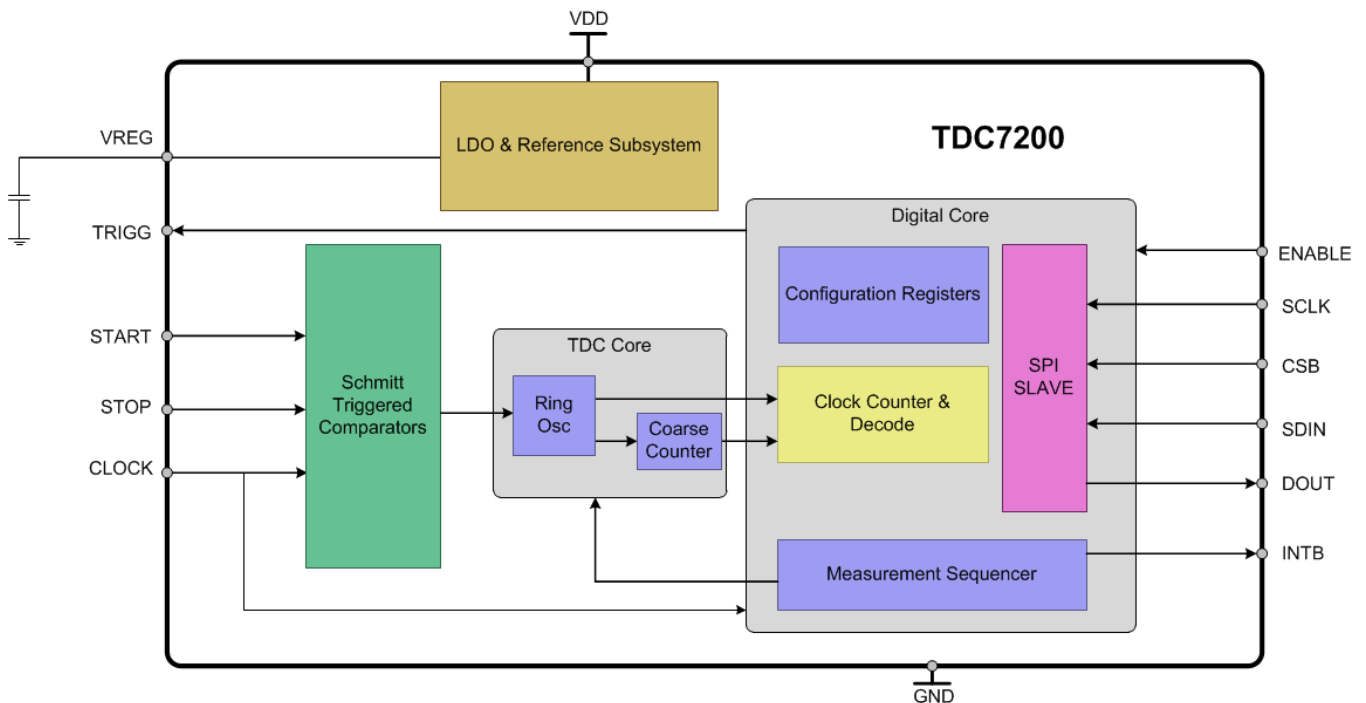 VDD
VREG
LDO & Reference Subsystem
TDC7200
TRIGG
Digital Core
ENABLE
Configuration Registers
SCLK
START
TDC Core
CSB
SPI
SLAVE
Schmitt
Triggered
Comparators
STOP
Ring
Osc
Clock Counter &
Decode
Coarse
Counter
SDIN
CLOCK
DOUT
INTB
Measurement Sequencer
GND